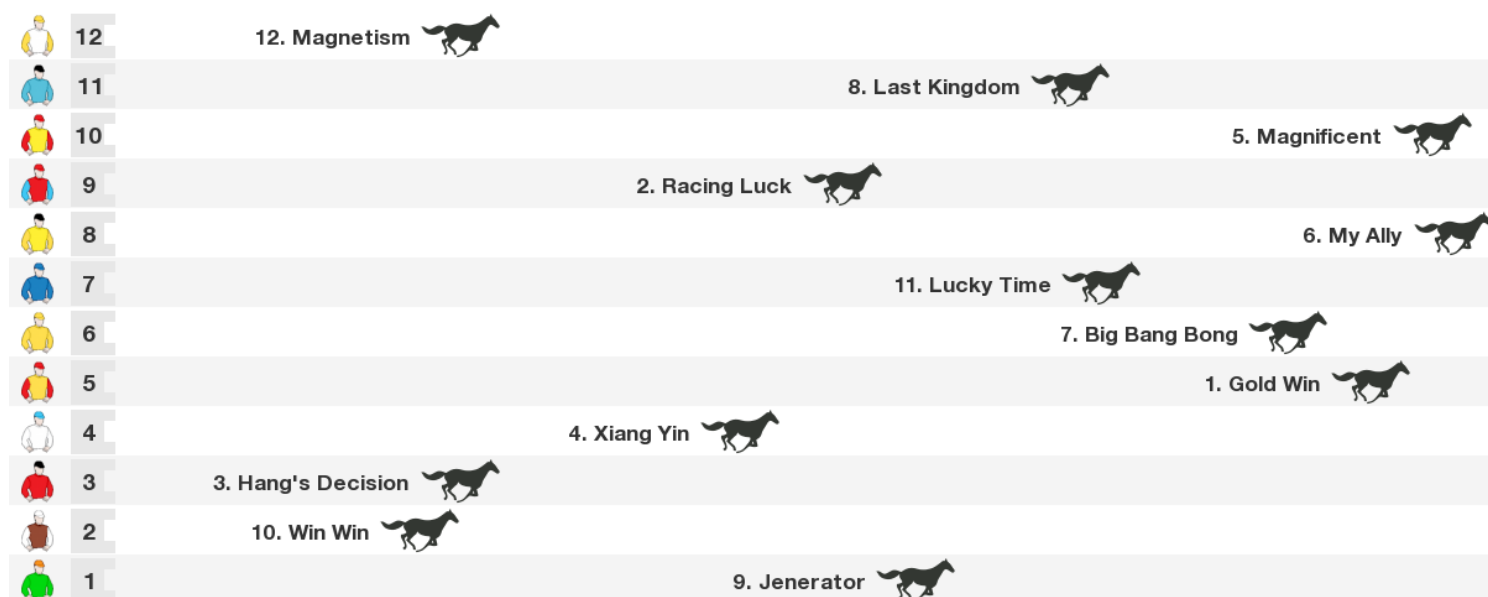 12 12. Magnetism
11 8. Last Kingdom
10 5. Magnificent
9 2. Racing Luck
8 6. My Ally
7 11. Lucky Time
6 7. Big Bang Bong
5 1. Gold Win
4 4. Xiang Yin
3 3. Hang's Decision
2 10. Win Win
1 9. Jenerator